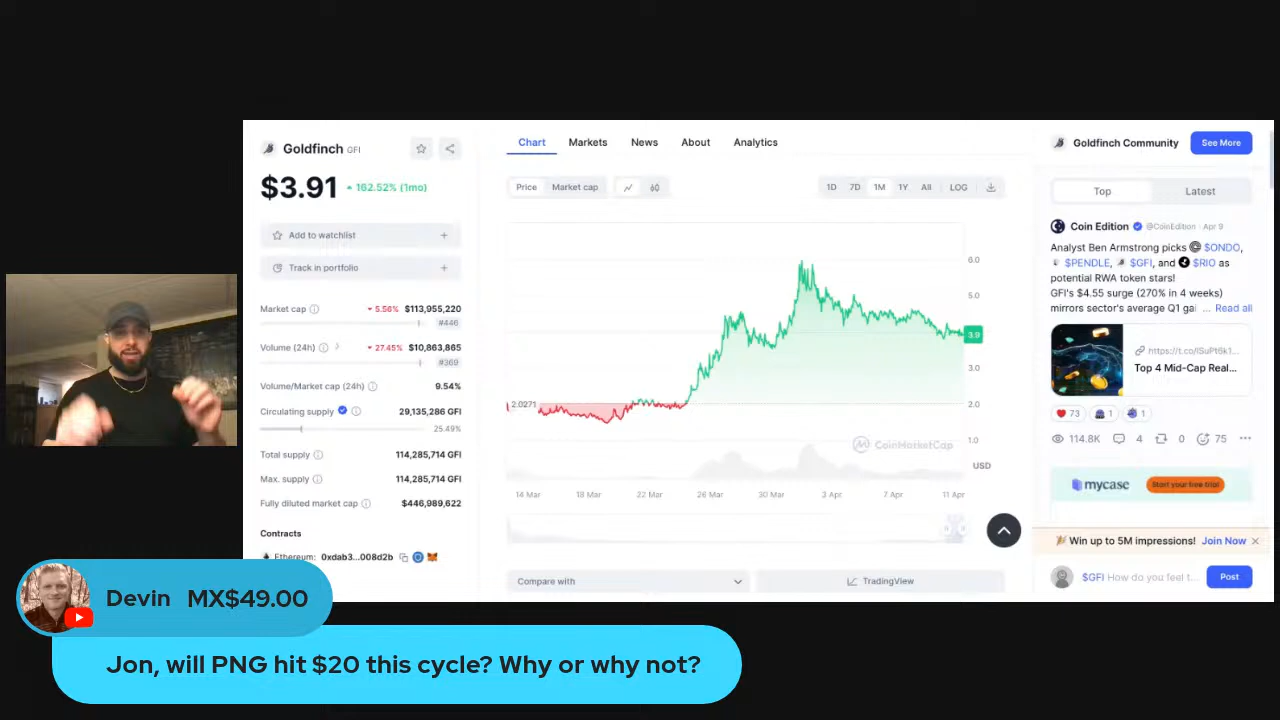 Goldfinch GFI
$3.91 162.52% (1mo)
Add to watchlist +
Track in portfolio +
Market cap 5.56% $113,955,220
#446
Volume (24h) 27.45% $10,863,865
#369
Volume/Market cap (24h) 9.54%
Circulating supply 29,135,286 GFI
25.49%
Total supply 114,285,714 GFI
Max. supply 114,285,714 GFI
Fully diluted market cap $446,989,622
Contracts
Ethereum: 0xdab3...008d2b
Chart Markets News About Analytics
Price Market cap
1D 7D 1M 1Y All LOG
6.0
5.0
3.9
3.0
2.0271
2.0
1.0
CoinMarketCap
USD
14 Mar 18 Mar 22 Mar 26 Mar 30 Mar 3 Apr 7 Apr 11 Apr
Compare with
TradingView
Goldfinch Community See More
Top Latest
Coin Edition @CoinEdition · Apr 9
Analyst Ben Armstrong picks $ONDO,
$PENDLE, $GFI, and $RIO as
potential RWA token stars!
GFI's $4.55 surge (270% in 4 weeks)
mirrors sector's average Q1 gai ... Read all
https://t.co/lSuPt6k1...
Top 4 Mid-Cap Real...
73 1 1
114.8K 4 0 75 ...
mycase Start your free trial
Win up to 5M impressions! Join Now ×
$GFI How do you feel t... Post
Devin MX$49.00
Jon, will PNG hit $20 this cycle? Why or why not?